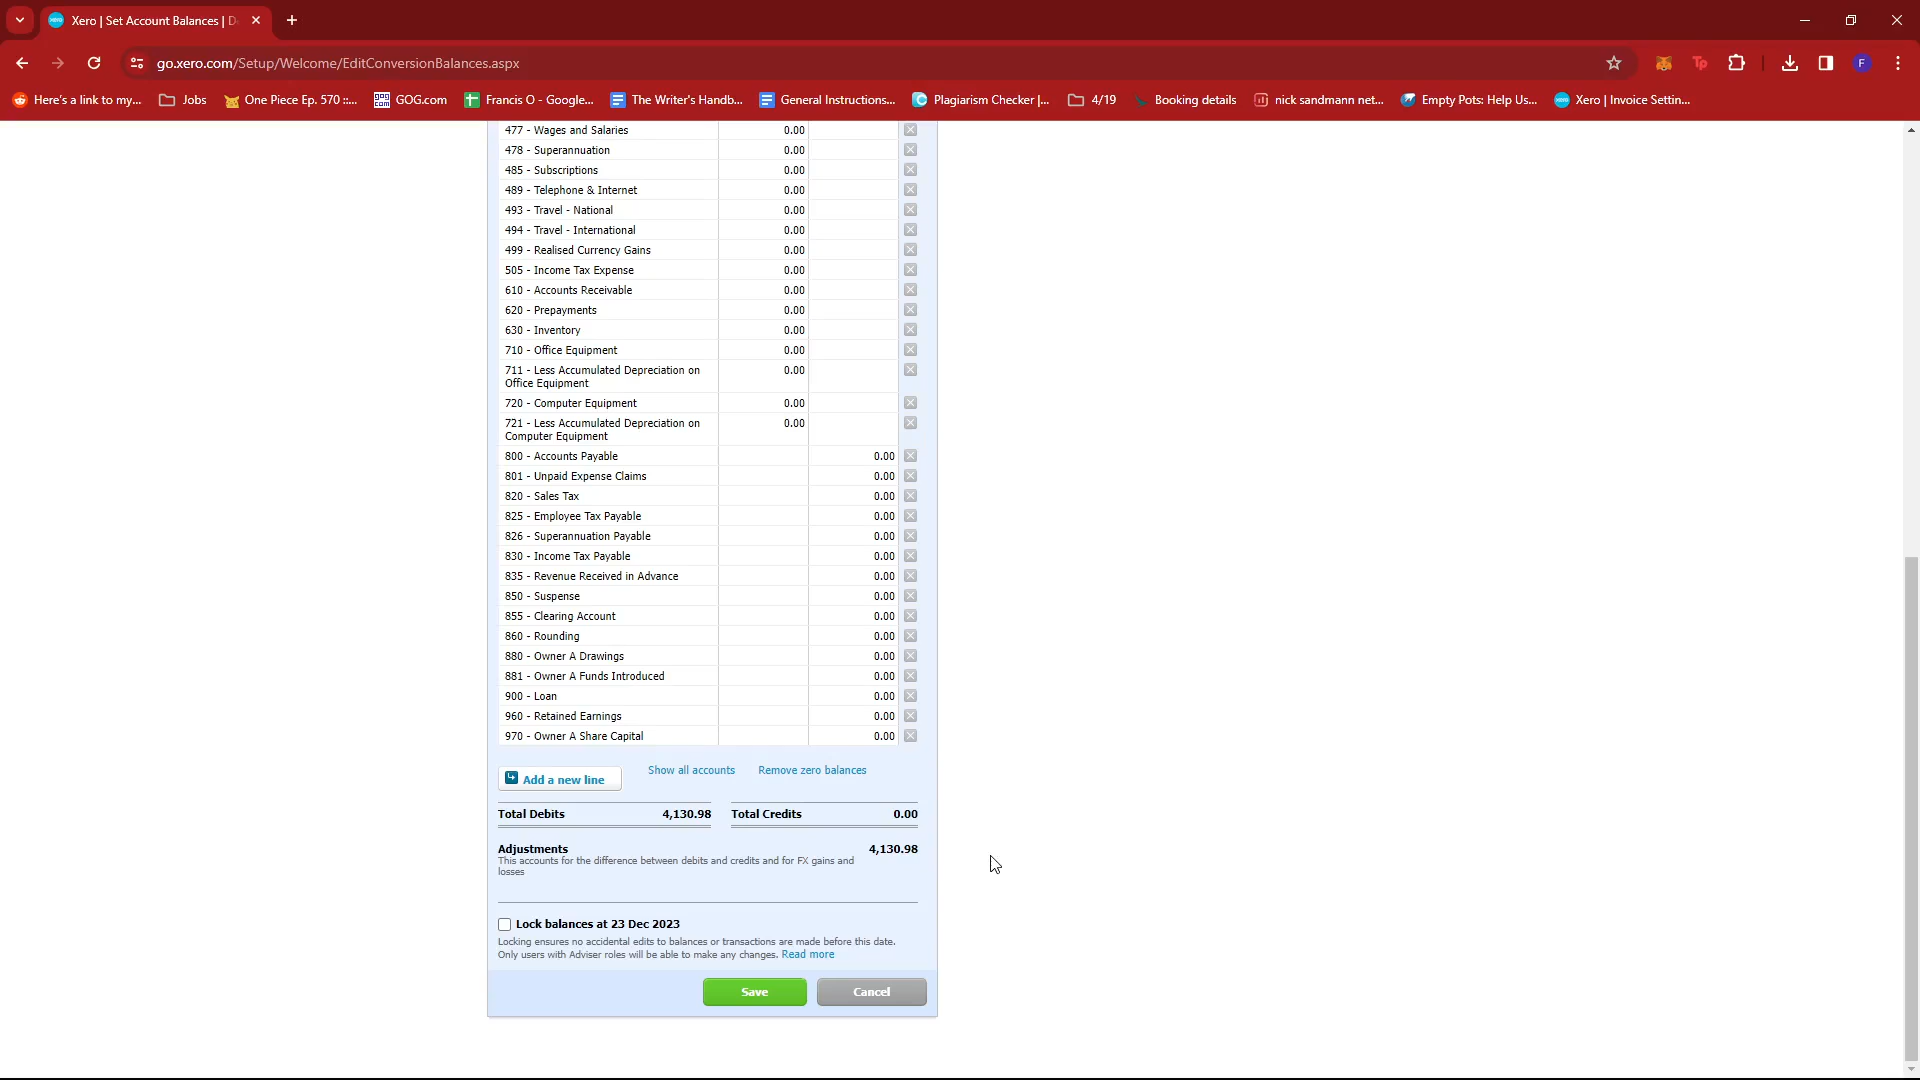 Xero | Set Account Balances | D
go.xero.com/Setup/Welcome/EditConversionBalances.aspx
F
Here's a link to my...
Jobs
One Piece Ep. 570 ::...
GOG.com
Francis O - Google...
The Writer's Handb...
General Instructions...
Plagiarism Checker |...
4/19
Booking details
nick sandmann net...
Empty Pots: Help Us...
Xero | Invoice Settin...
477 - Wages and Salaries 0.00
478 - Superannuation 0.00
485 - Subscriptions 0.00
489 - Telephone & Internet 0.00
493 - Travel - National 0.00
494 - Travel - International 0.00
499 - Realised Currency Gains 0.00
505 - Income Tax Expense 0.00
610 - Accounts Receivable 0.00
620 - Prepayments 0.00
630 - Inventory 0.00
710 - Office Equipment 0.00
711 - Less Accumulated Depreciation on 0.00
Office Equipment
720 - Computer Equipment 0.00
721 - Less Accumulated Depreciation on 0.00
Computer Equipment
800 - Accounts Payable 0.00
801 - Unpaid Expense Claims 0.00
820 - Sales Tax 0.00
825 - Employee Tax Payable 0.00
826 - Superannuation Payable 0.00
830 - Income Tax Payable 0.00
835 - Revenue Received in Advance 0.00
850 - Suspense 0.00
855 - Clearing Account 0.00
860 - Rounding 0.00
880 - Owner A Drawings 0.00
881 - Owner A Funds Introduced 0.00
900 - Loan 0.00
960 - Retained Earnings 0.00
970 - Owner A Share Capital 0.00
Add a new line
Show all accounts
Remove zero balances
Total Debits 4,130.98 Total Credits 0.00
Adjustments 4,130.98
This accounts for the difference between debits and credits and for FX gains and
losses
Lock balances at 23 Dec 2023
Locking ensures no accidental edits to balances or transactions are made before this date.
Only users with Adviser roles will be able to make any changes. Read more
Save
Cancel